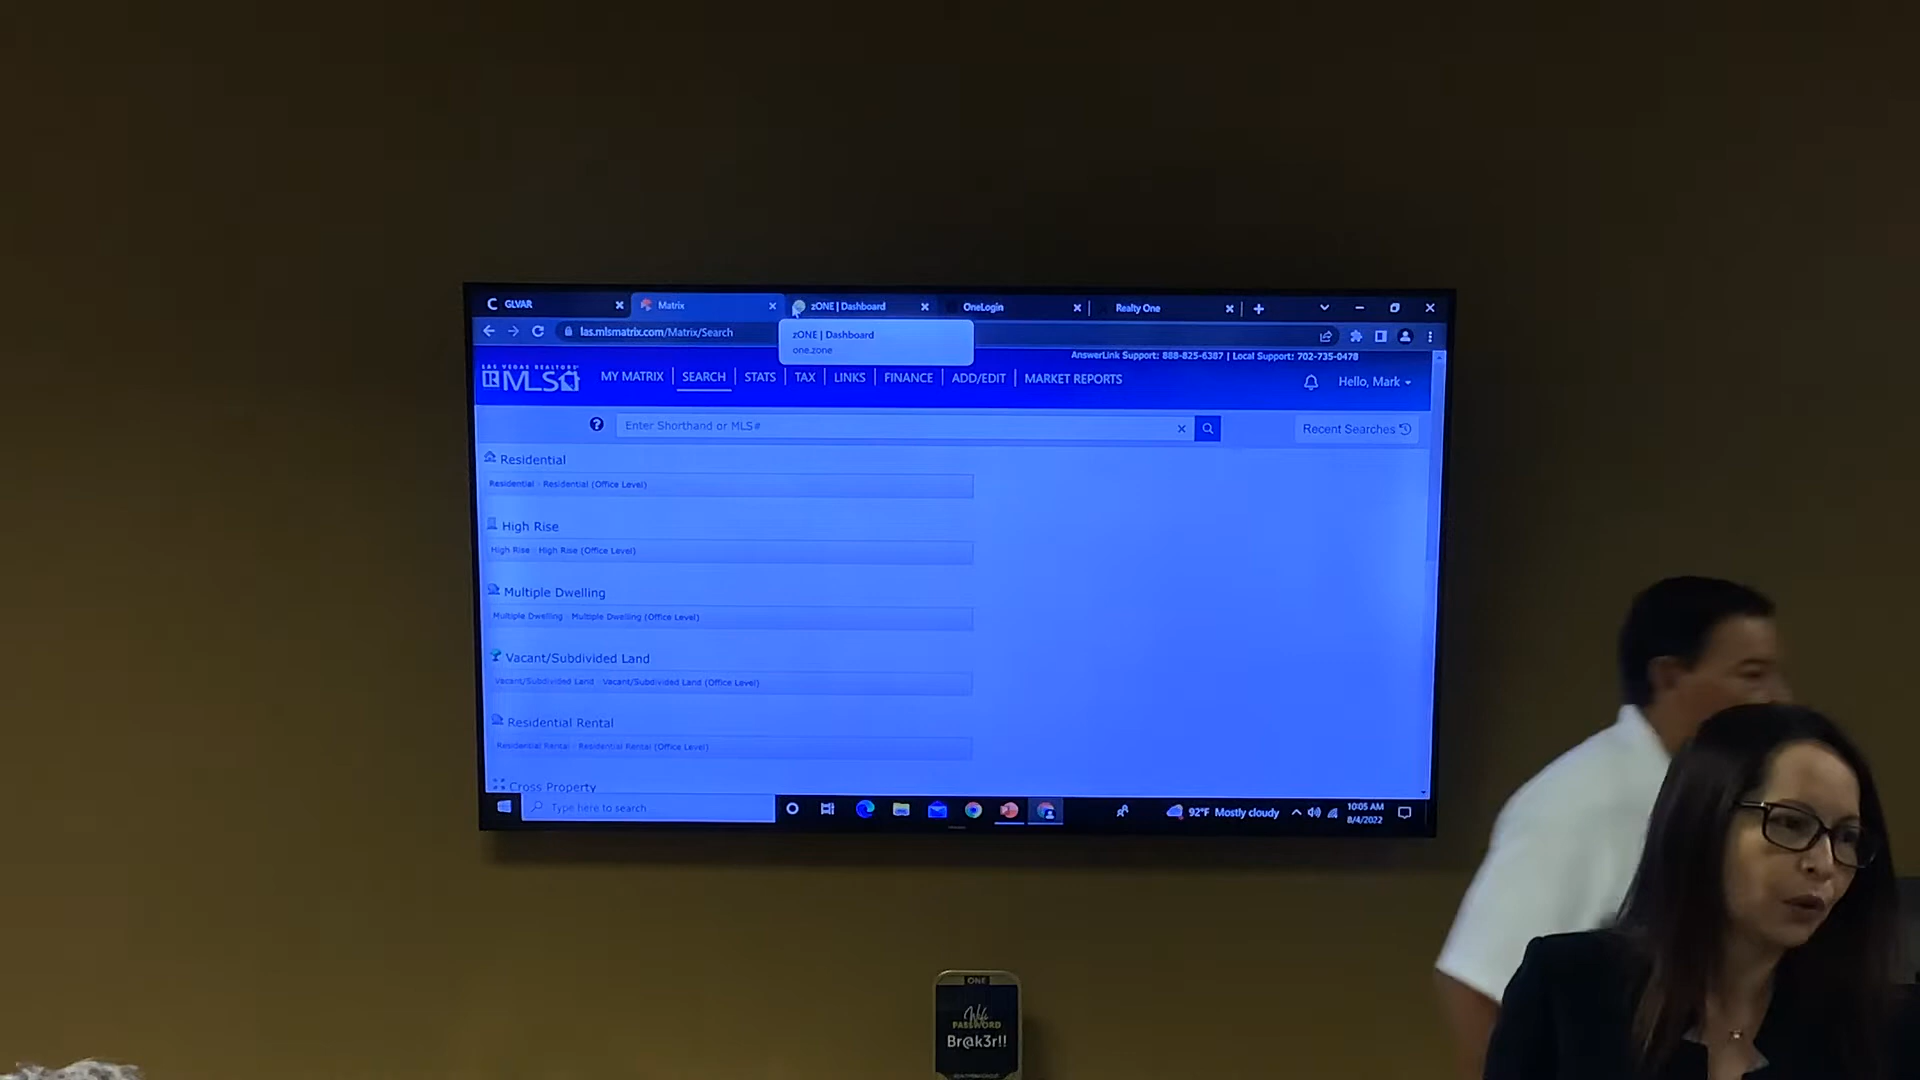 GLVAR
Matrix
zONE | Dashboard
OneLogin
Realty One
las.mlsmatrix.com/Matrix/Search
zONE | Dashboard
one.zone
AnswerLink Support: 888-825-6387 | Local Support: 702-735-0478
LAS VEGAS REALTORS
MLS
MY MATRIX
SEARCH
STATS
TAX
LINKS
FINANCE
ADD/EDIT
MARKET REPORTS
Hello, Mark
Enter Shorthand or MLS#
Recent Searches
Residential
Residential · Residential (Office Level)
High Rise
High Rise · High Rise (Office Level)
Multiple Dwelling
Multiple Dwelling · Multiple Dwelling (Office Level)
Vacant/Subdivided Land
Vacant/Subdivided Land · Vacant/Subdivided Land (Office Level)
Residential Rental
Residential Rental · Residential Rental (Office Level)
Cross Property
Type here to search
92°F Mostly cloudy
10:05 AM
8/4/2022
ONE
Wifi
PASSWORD
Br@k3r!!